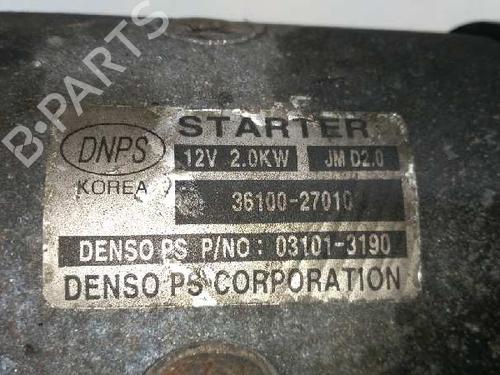 B-PARTS
STARTER
DNPS
12V 2.0KW JM D2.0
KOREA
36100-27010
DENSO PS P/NO: 03101-3190
DENSO PS CORPORATION